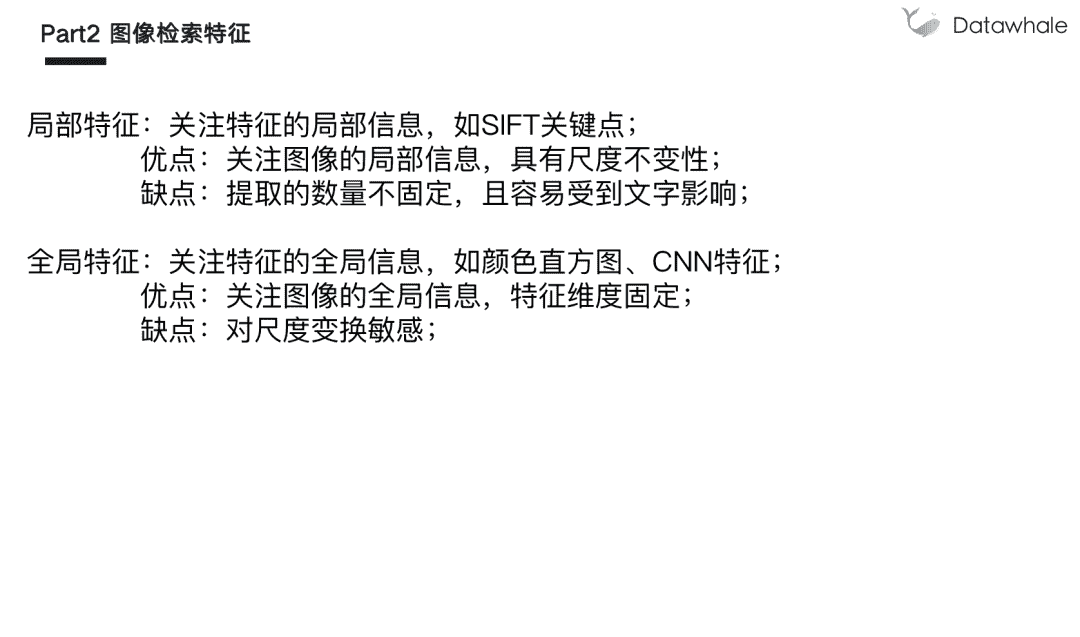 Part2 图像检索特征
Datawhale
局部特征：关注特征的局部信息，如SIFT关键点；
优点：关注图像的局部信息，具有尺度不变性；
缺点：提取的数量不固定，且容易受到文字影响；
全局特征：关注特征的全局信息，如颜色直方图、CNN特征；
优点：关注图像的全局信息，特征维度固定；
缺点：对尺度变换敏感；